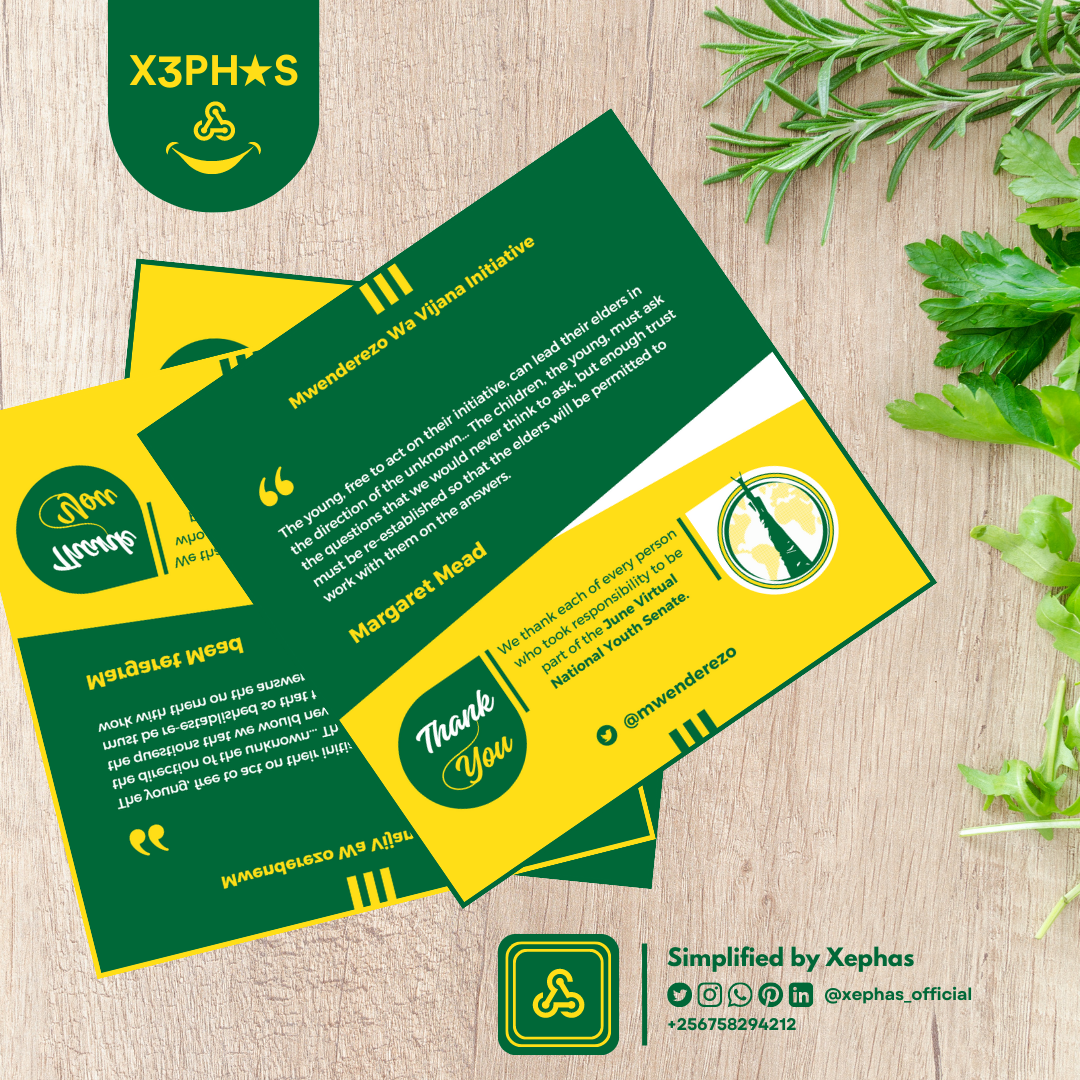 X3PH★S
Mwenderezo Wa Vijana Initiative
“
The young, free to act on their initiative, can lead their elders in
the direction of the unknown... The children, the young, must ask
the questions that we would never think to ask, but enough trust
must be re-established so that the elders will be permitted to
work with them on the answers.
Margaret Mead
We thank each of every person
who took responsibility to be
part of the June Virtual
National Youth Senate.
Thank
You
@mwenderezo
You
Thank
who
We tha
Margaret Mead
work with them on the answer
must be re-established so that t
the questions that we would nev
the direction of the unknown... Th
The young, free to act on their initi
“
Mwenderezo Wa Vijan
Simplified by Xephas
@xephas_official
+256758294212